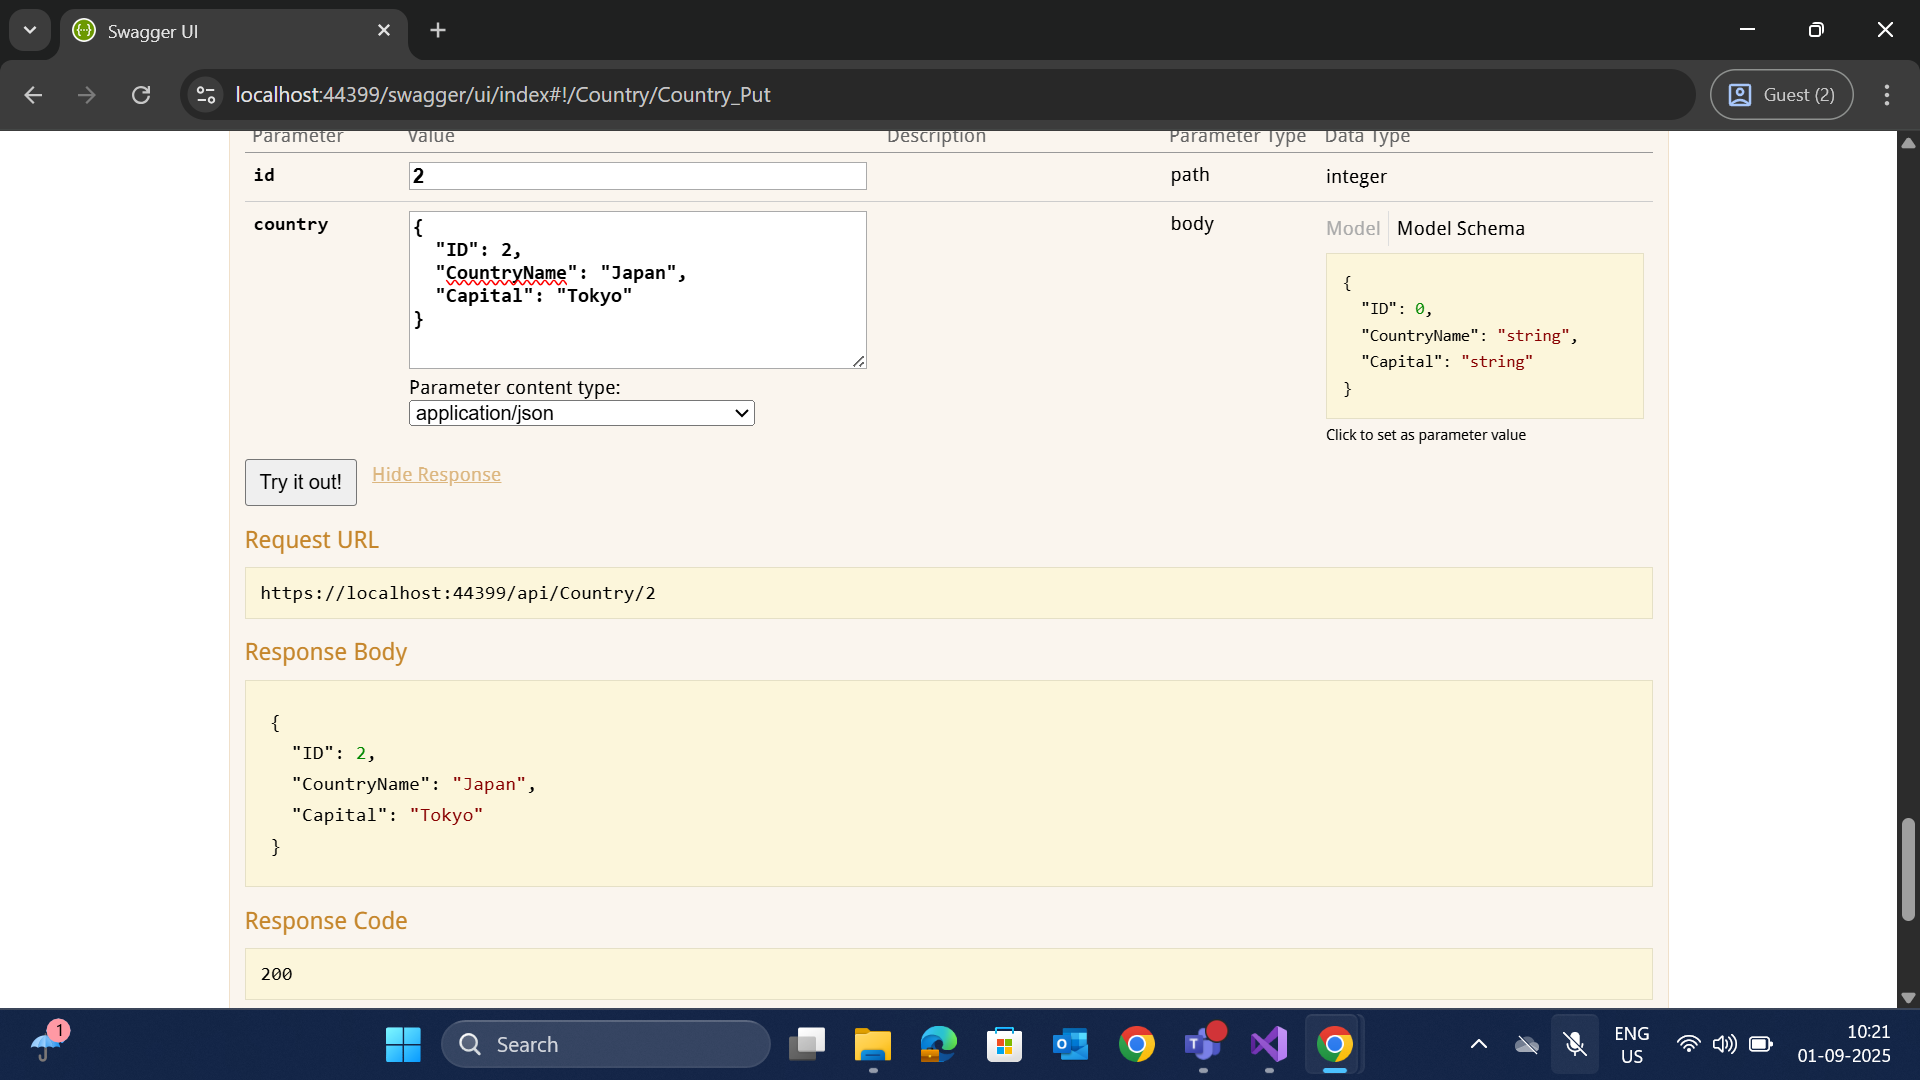 Swagger UI
localhost:44399/swagger/ui/index#!/Country/Country_Put
Guest (2)
Parameter Value Description Parameter Type Data Type
id 2 path integer
country
{
"ID": 2,
"CountryName": "Japan",
"Capital": "Tokyo"
}
body
Model Model Schema
{
"ID": 0,
"CountryName": "string",
"Capital": "string"
}
Click to set as parameter value
Parameter content type:
application/json
Try it out! Hide Response
Request URL
https://localhost:44399/api/Country/2
Response Body
{
"ID": 2,
"CountryName": "Japan",
"Capital": "Tokyo"
}
Response Code
200
1
Search
ENG
US
10:21
01-09-2025